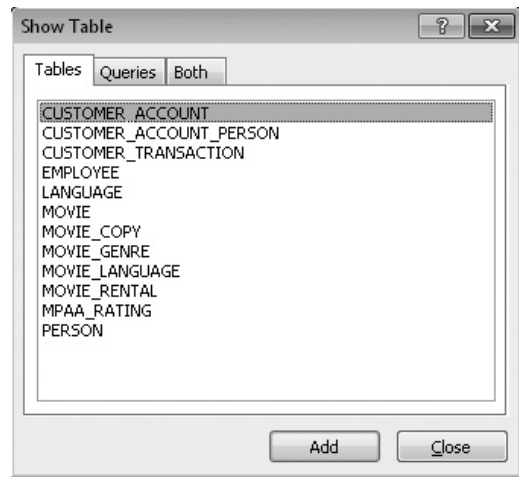 Show Table
?
Tables Queries Both
CUSTOMER_ACCOUNT
CUSTOMER_ACCOUNT_PERSON
CUSTOMER_TRANSACTION
EMPLOYEE
LANGUAGE
MOVIE
MOVIE_COPY
MOVIE_GENRE
MOVIE_LANGUAGE
MOVIE_RENTAL
MPAA_RATING
PERSON
Add Close